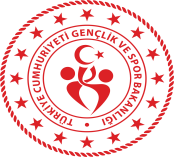 TÜRKİYE CUMHURİYETİ GENÇLİK VE SPOR BAKANLIĞI